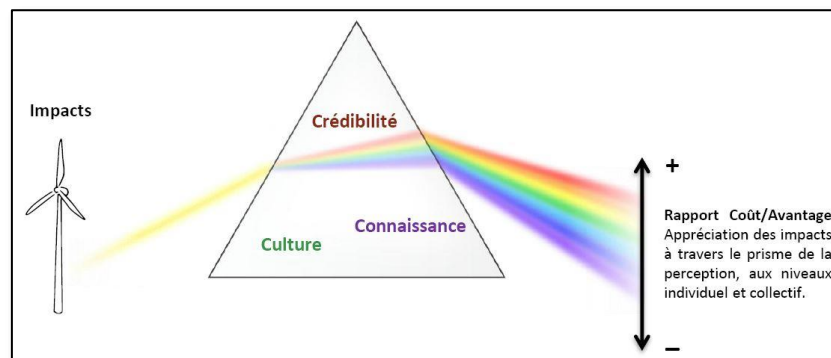 Impacts
Crédibilité
Culture
Connaissance
+
Rapport Coût/Avantage
Appréciation des impacts
à travers le prisme de la
perception, aux niveaux
individuel et collectif.
–